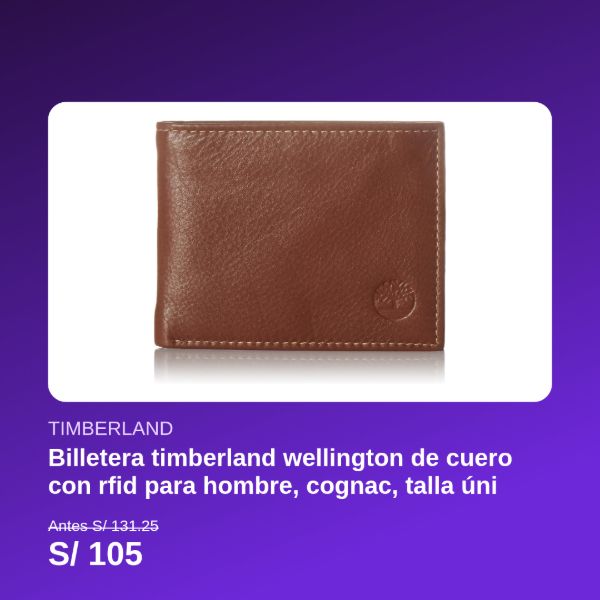 TIMBERLAND
Billetera timberland wellington de cuero
con rfid para hombre, cognac, talla úni
Antes S/ 131.25
S/ 105